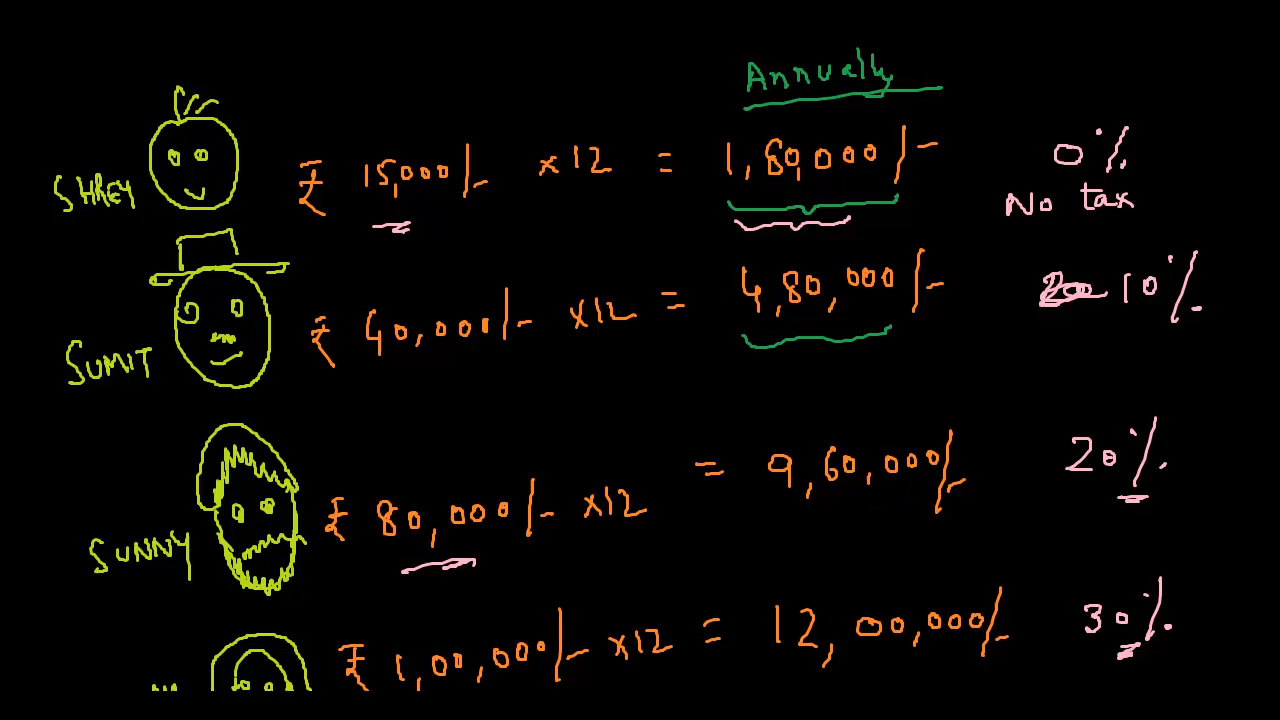 Annually
SHREY ₹ 15,000/- x12 = 1,80,000/- 0%
No tax
SUMIT ₹ 40,000/- x12 = 4,80,000/- 10%
SUNNY ₹ 80,000/- x12 = 9,60,000/- 20%
₹ 1,00,000/- x12 = 12,00,000/- 30%